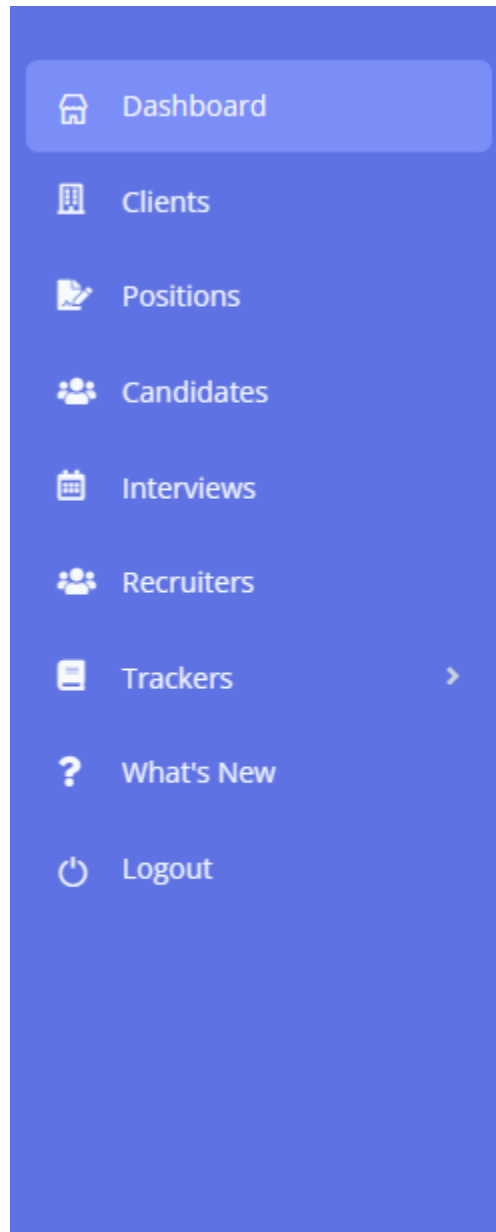 Dashboard
Clients
Positions
Candidates
Interviews
Recruiters
Trackers
What's New
Logout